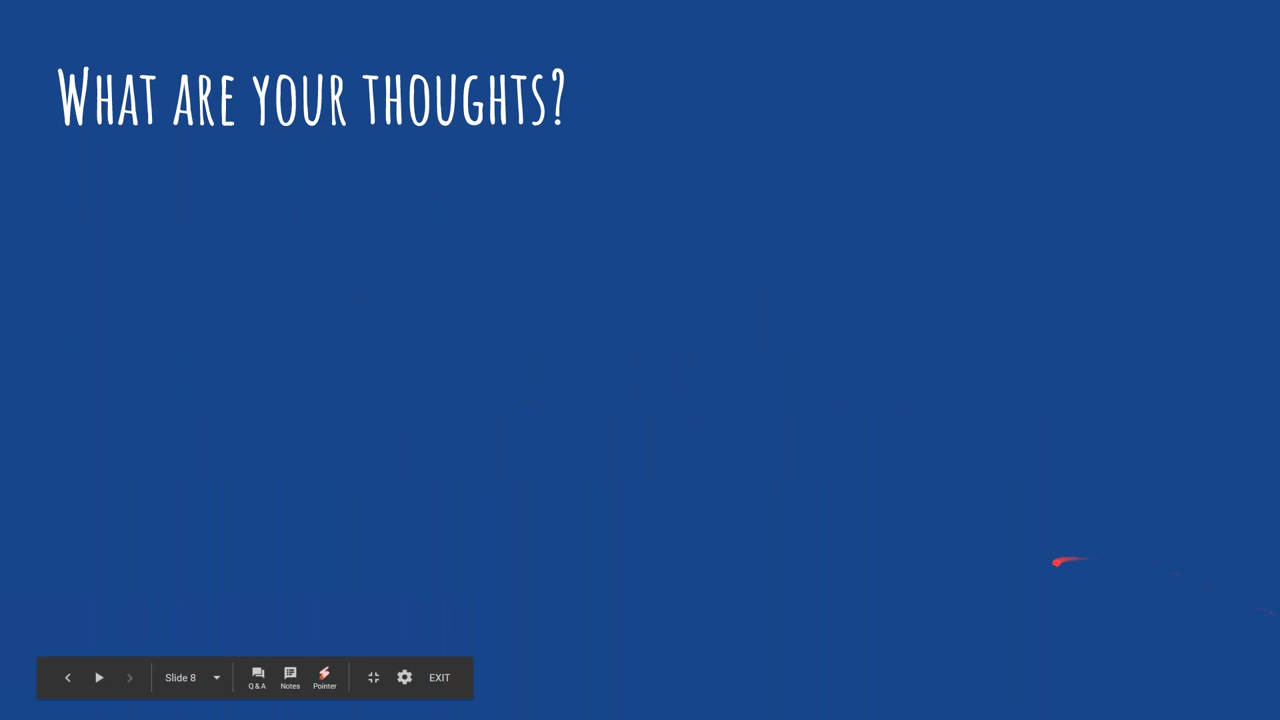 What are your thoughts?
Slide 8
Q & A
Notes
Pointer
EXIT